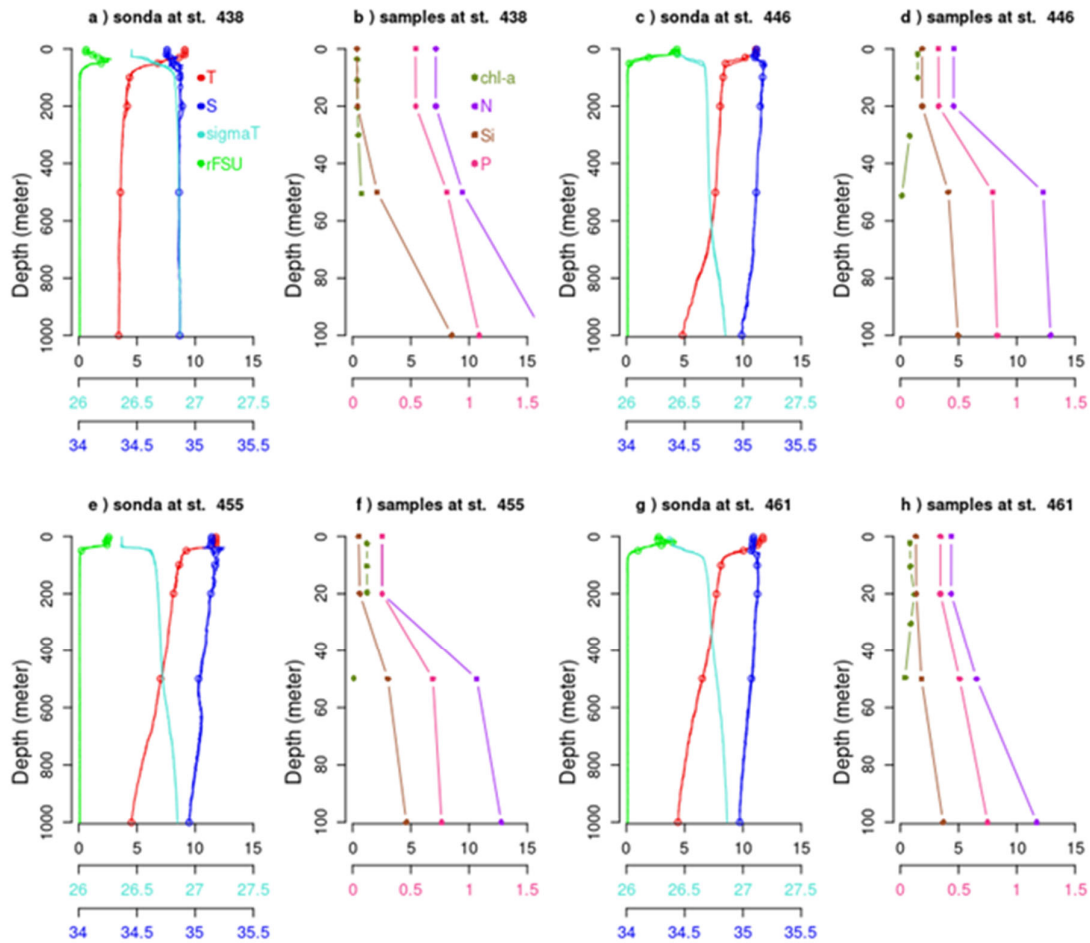 a ) sonda at st. 438
b ) samples at st. 438
c ) sonda at st. 446
d ) samples at st. 446
Depth (meter)
0
200
400
600
800
1000
T
S
sigmaT
rFSU
0 5 10 15
26 26.5 27 27.5
34 34.5 35 35.5
Depth (meter)
0
20
40
60
80
100
chl-a
N
Si
P
0 5 10 15
0 0.5 1 1.5
Depth (meter)
0
200
400
600
800
1000
0 5 10 15
26 26.5 27 27.5
34 34.5 35 35.5
Depth (meter)
0
20
40
60
80
100
0 5 10 15
0 0.5 1 1.5
e ) sonda at st. 455
f ) samples at st. 455
g ) sonda at st. 461
h ) samples at st. 461
Depth (meter)
0
200
400
600
800
1000
0 5 10 15
26 26.5 27 27.5
34 34.5 35 35.5
Depth (meter)
0
20
40
60
80
100
0 5 10 15
0 0.5 1 1.5
Depth (meter)
0
200
400
600
800
1000
0 5 10 15
26 26.5 27 27.5
34 34.5 35 35.5
Depth (meter)
0
20
40
60
80
100
0 5 10 15
0 0.5 1 1.5